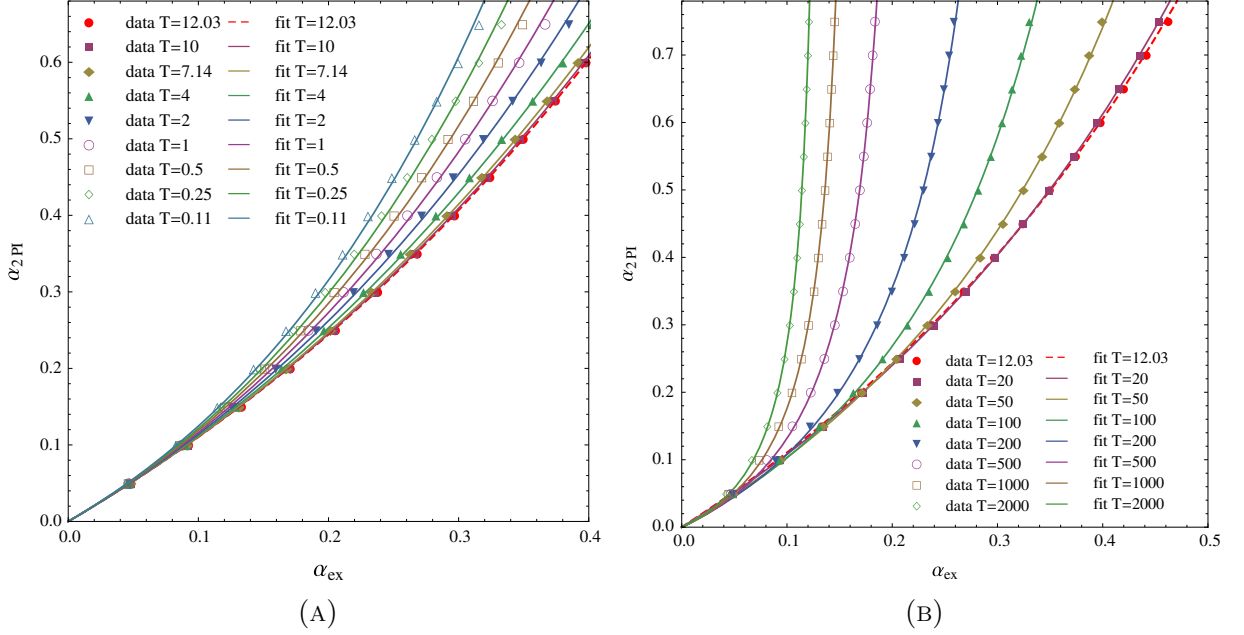 data T=12.03 fit T=12.03
data T=10 fit T=10
data T=7.14 fit T=7.14
data T=4 fit T=4
data T=2 fit T=2
data T=1 fit T=1
data T=0.5 fit T=0.5
data T=0.25 fit T=0.25
data T=0.11 fit T=0.11
0.6
0.5
0.4
0.3
0.2
0.1
0.0
α2 PI
0.0 0.1 0.2 0.3 0.4
αex
(A)
0.7
0.6
0.5
0.4
0.3
0.2
0.1
0.0
α2 PI
data T=12.03 fit T=12.03
data T=20 fit T=20
data T=50 fit T=50
data T=100 fit T=100
data T=200 fit T=200
data T=500 fit T=500
data T=1000 fit T=1000
data T=2000 fit T=2000
0.0 0.1 0.2 0.3 0.4 0.5
αex
(B)